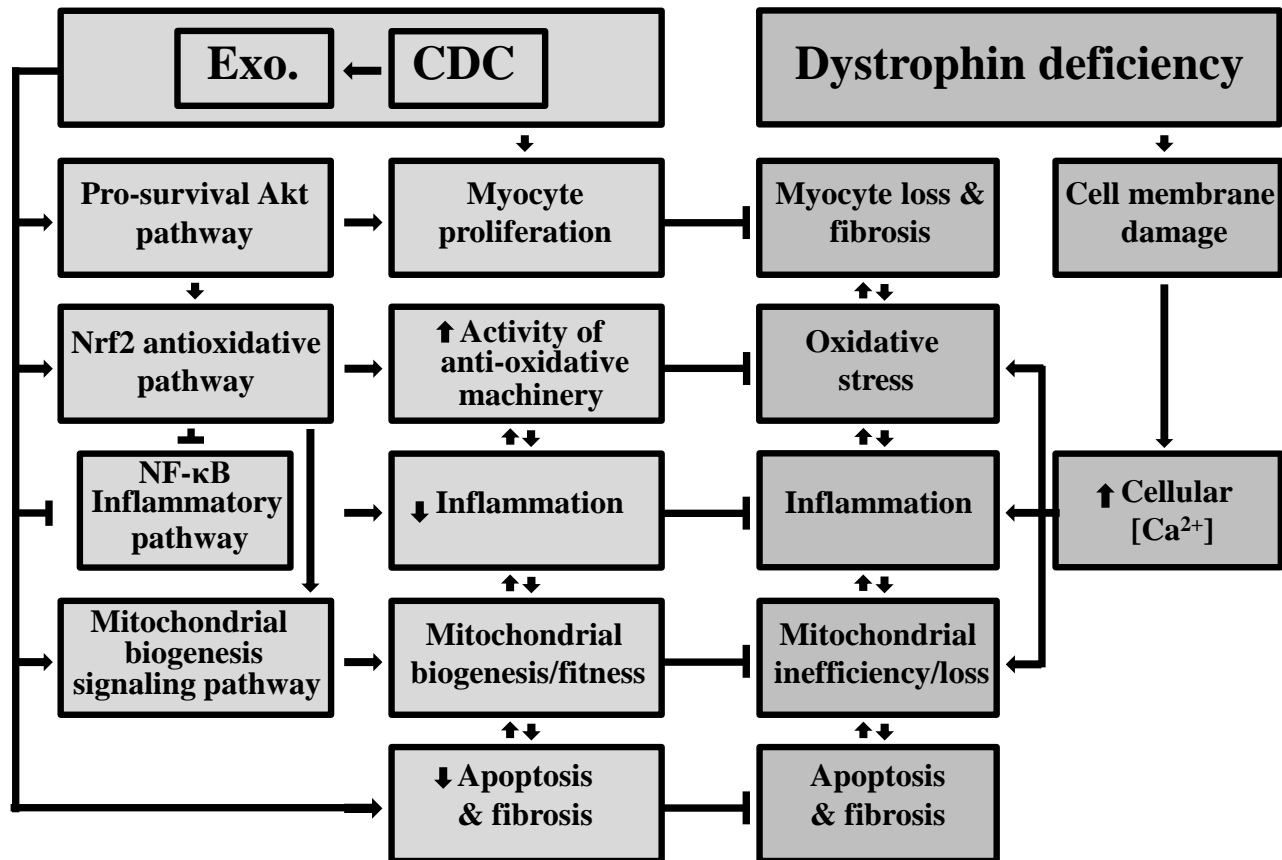 Exo.
CDC
Dystrophin deficiency
Pro-survival Akt
pathway
Myocyte
proliferation
Myocyte loss &
fibrosis
Cell membrane
damage
Nrf2 antioxidative
pathway
⬆ Activity of
anti-oxidative
machinery
Oxidative
stress
NF-κB
Inflammatory
pathway
⬇ Inflammation
Inflammation
⬆ Cellular
[Ca²⁺]
Mitochondrial
biogenesis
signaling pathway
Mitochondrial
biogenesis/fitness
Mitochondrial
inefficiency/loss
⬇ Apoptosis
& fibrosis
Apoptosis
& fibrosis